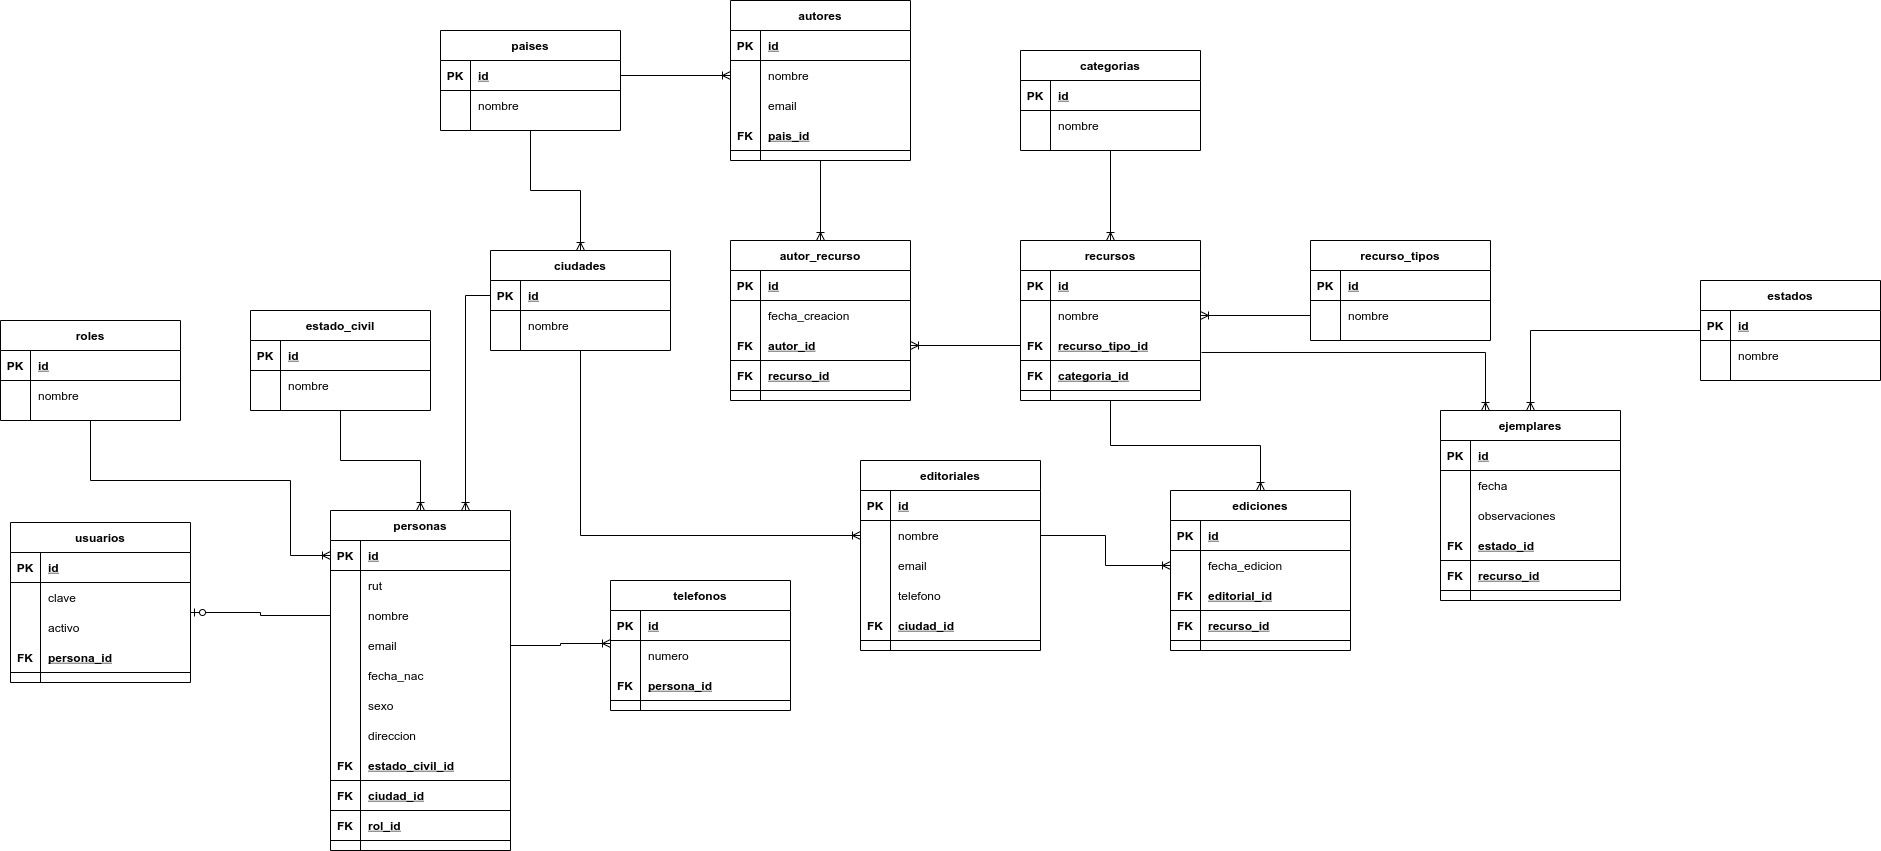 autores
PK id
nombre
email
FK pais_id
paises
PK id
nombre
categorias
PK id
nombre
ciudades
PK id
nombre
autor_recurso
PK id
fecha_creacion
FK autor_id
FK recurso_id
recursos
PK id
nombre
FK recurso_tipo_id
FK categoria_id
recurso_tipos
PK id
nombre
estados
PK id
nombre
roles
PK id
nombre
estado_civil
PK id
nombre
ejemplares
PK id
fecha
observaciones
FK estado_id
FK recurso_id
editoriales
PK id
nombre
email
telefono
FK ciudad_id
ediciones
PK id
fecha_edicion
FK editorial_id
FK recurso_id
usuarios
PK id
clave
activo
FK persona_id
personas
PK id
rut
nombre
email
fecha_nac
sexo
direccion
FK estado_civil_id
FK ciudad_id
FK rol_id
telefonos
PK id
numero
FK persona_id